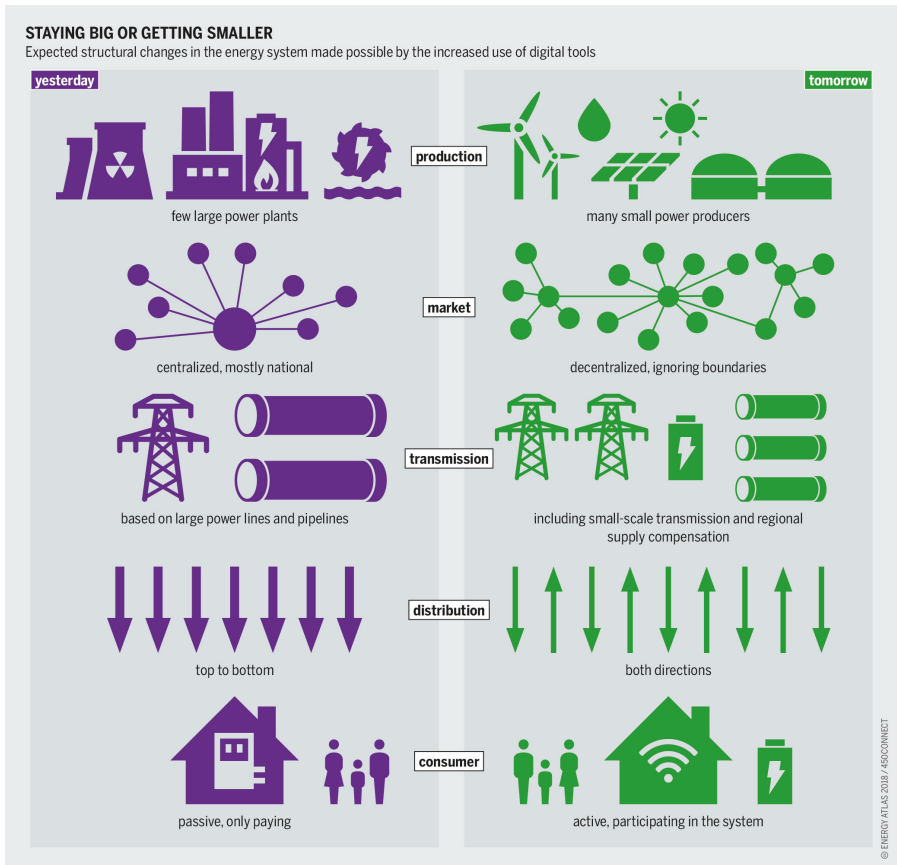 STAYING BIG OR GETTING SMALLER
Expected structural changes in the energy system made possible by the increased use of digital tools
yesterday
tomorrow
production
few large power plants
many small power producers
market
centralized, mostly national
decentralized, ignoring boundaries
transmission
based on large power lines and pipelines
including small-scale transmission and regional
supply compensation
distribution
top to bottom
both directions
consumer
passive, only paying
active, participating in the system
© ENERGY ATLAS 2018 / 450CONNECT